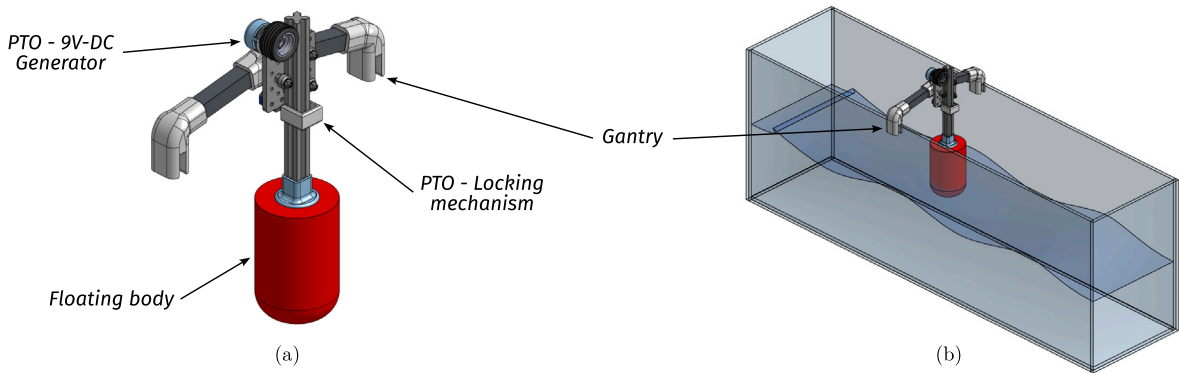 PTO - 9V-DC
Generator
Gantry
PTO - Locking
mechanism
Floating body
(a)
(b)